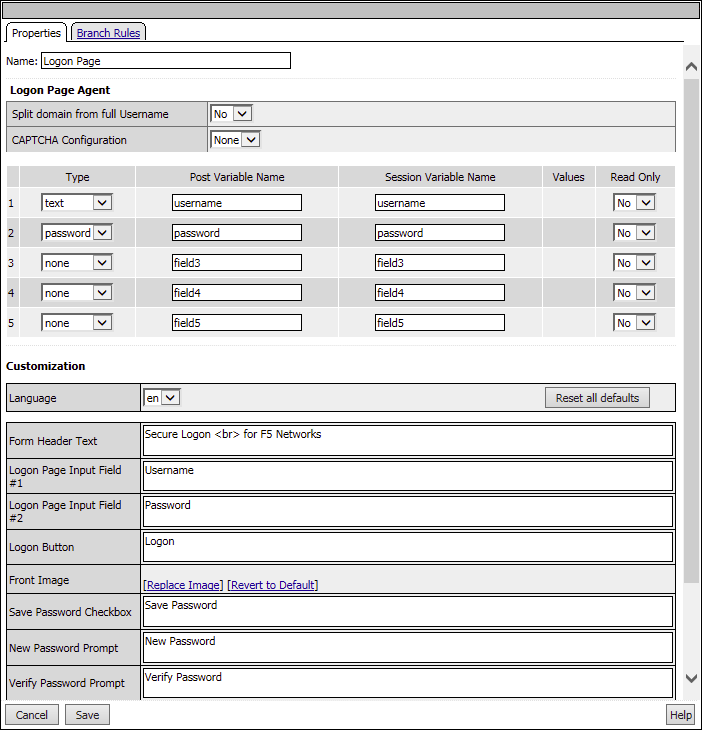 Properties Branch Rules
Name: Logon Page
Logon Page Agent
Split domain from full Username No
CAPTCHA Configuration None
Type Post Variable Name Session Variable Name Values Read Only
1 text username username No
2 password password password No
3 none field3 field3 No
4 none field4 field4 No
5 none field5 field5 No
Customization
Language en Reset all defaults
Form Header Text Secure Logon <br> for F5 Networks
Logon Page Input Field #1 Username
Logon Page Input Field #2 Password
Logon Button Logon
Front Image [Replace Image] [Revert to Default]
Save Password Checkbox Save Password
New Password Prompt New Password
Verify Password Prompt Verify Password
Cancel Save Help